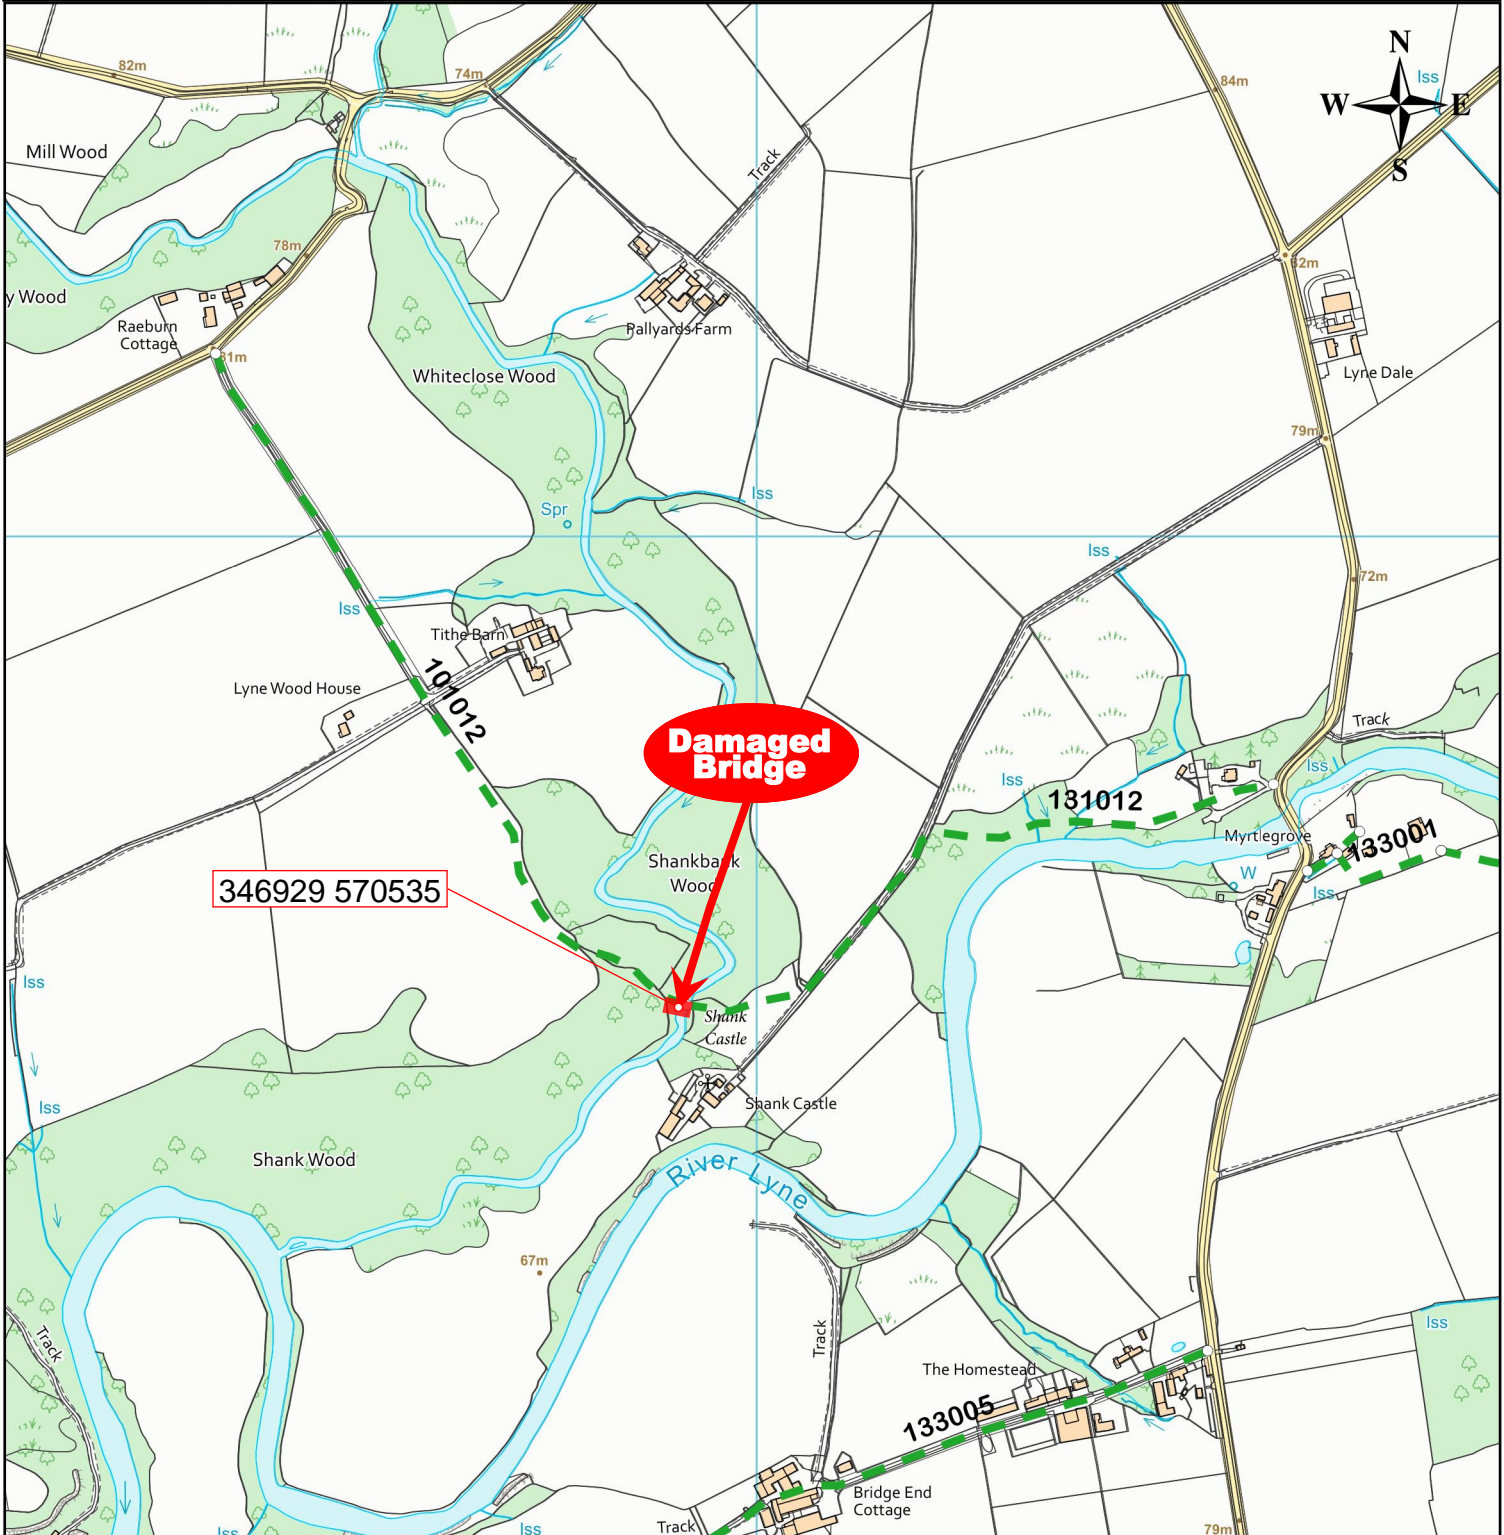 82m
74m
84m
N
W
E
S
Iss
Mill Wood
Track
78m
82m
y Wood
Raeburn
Cottage
Pallyards Farm
81m
Whiteclose Wood
Lyne Dale
79m
Iss
Spr
Iss
72m
Iss
Tithe Barn
Lyne Wood House
101012
Damaged
Bridge
Track
Iss
Iss
131012
Myrtlegrove
133001
Shankbank
Wood
W
Iss
346929 570535
Iss
Shank
Castle
Iss
Shank Castle
Shank Wood
River Lyne
67m
Track
Track
Iss
The Homestead
133005
Bridge End
Cottage
Track
Iss
Iss
79m